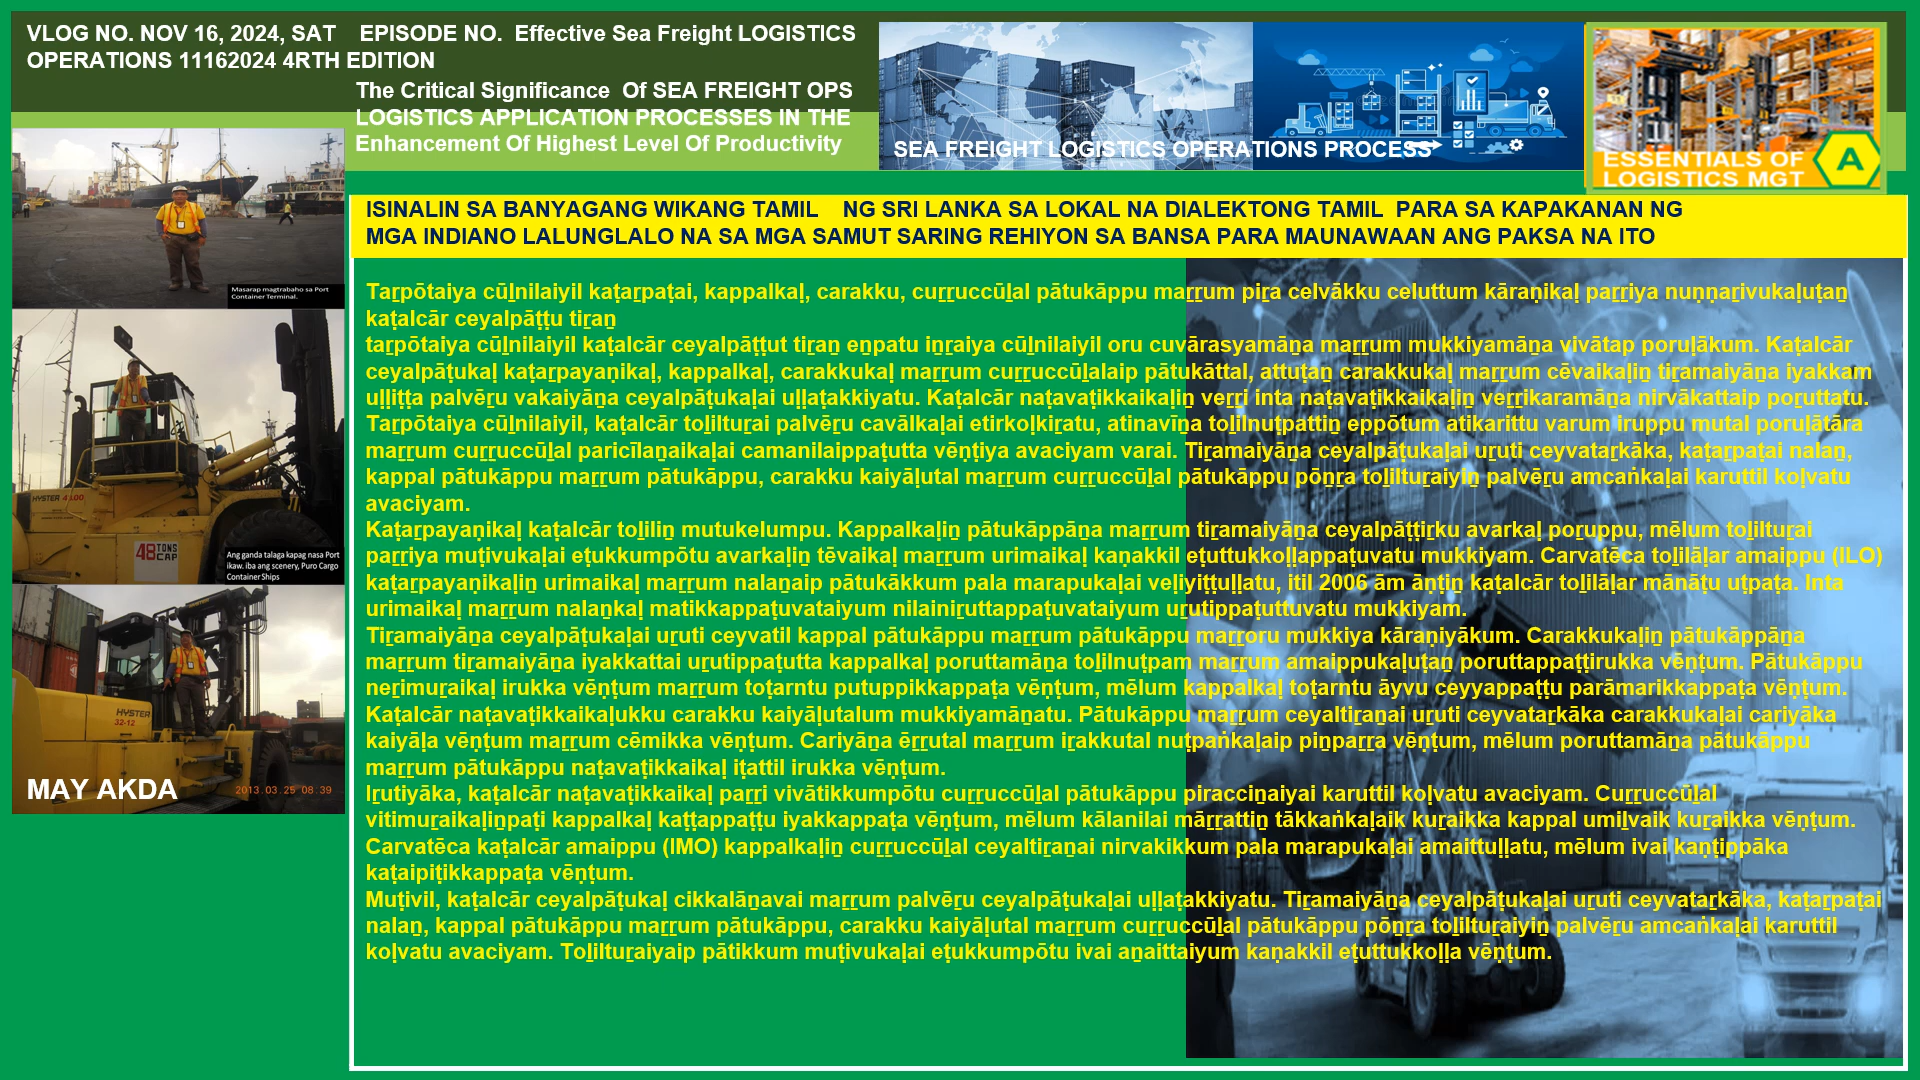 VLOG NO. NOV 16, 2024, SAT    EPISODE NO.  Effective Sea Freight LOGISTICS
OPERATIONS 11162024 4RTH EDITION
The Critical Significance  Of SEA FREIGHT OPS
LOGISTICS APPLICATION PROCESSES IN THE
Enhancement Of Highest Level Of Productivity
SEA FREIGHT LOGISTICS OPERATIONS PROCESS
ESSENTIALS OF
LOGISTICS MGT
A
Masarap magtrabaho sa Port
Container Terminal.
HYSTER 48.00
48 TONS
CAP
Ang ganda talaga kapag nasa Port
ikaw. iba ang scenery, Puro Cargo
Container Ships
HYSTER
32-12
MAY AKDA
2013.03.25 08:39
ISINALIN SA BANYAGANG WIKANG TAMIL    NG SRI LANKA SA LOKAL NA DIALEKTONG TAMIL  PARA SA KAPAKANAN NG
MGA INDIANO LALUNGLALO NA SA MGA SAMUT SARING REHIYON SA BANSA PARA MAUNAWAAN ANG PAKSA NA ITO
Taṟpōtaiya cūḻnilaiyil kaṭaṟpaṭai, kappalkaḷ, carakku, cuṟṟuccūḻal pātukāppu maṟṟum piṟa celvākku celuttum kāraṇikaḷ paṟṟiya nuṇṇaṟivukaḷuṭaṉ
kaṭalcār ceyalpāṭṭu tiṟaṉ
taṟpōtaiya cūḻnilaiyil kaṭalcār ceyalpāṭṭut tiṟaṉ eṉpatu iṉṟaiya cūḻnilaiyil oru cuvārasyamāṉa maṟṟum mukkiyamāṉa vivātap poruḷākum. Kaṭalcār
ceyalpāṭukaḷ kaṭaṟpayaṇikaḷ, kappalkaḷ, carakkukaḷ maṟṟum cuṟṟuccūḻalaip pātukāttal, attuṭaṉ carakkukaḷ maṟṟum cēvaikaḷiṉ tiṟamaiyāṉa iyakkam
uḷḷiṭṭa palvēṟu vakaiyāṉa ceyalpāṭukaḷai uḷḷaṭakkiyatu. Kaṭalcār naṭavaṭikkaikaḷiṉ veṟṟi inta naṭavaṭikkaikaḷiṉ veṟṟikaramāṉa nirvākattaip poṟuttatu.
Taṟpōtaiya cūḻnilaiyil, kaṭalcār toḻiltuṟai palvēṟu cavālkaḷai etirkoḷkiṟatu, atinaviṉa toḻilnuṭpattiṉ eppōtum atikarittu varum iruppu mutal poruḷātāra
maṟṟum cuṟṟuccūḻal paricīlaṉaikaḷai camanilaippaṭutta vēṇṭiya avaciyam varai. Tiṟamaiyāṉa ceyalpāṭukaḷai uṟuti ceyvataṟkāka, kaṭaṟpaṭai nalaṉ,
kappal pātukāppu maṟṟum pātukāppu, carakku kaiyāḷutal maṟṟum cuṟṟuccūḻal pātukāppu pōṉṟa toḻiltuṟaiyiṉ palvēṟu amcaṅkaḷai karuttil koḷvatu
avaciyam.
Kaṭaṟpayaṇikaḷ kaṭalcār toḻiliṉ mutukelumpu. Kappalkaḷiṉ pātukāppāṉa maṟṟum tiṟamaiyāṉa ceyalpāṭṭiṟku avarkaḷ poṟuppu, mēlum toḻiltuṟai
paṟṟiya muṭivukaḷai eṭukkumpōtu avarkaḷiṉ tēvaikaḷ maṟṟum urimaikaḷ kaṇakkil eṭuttukkoḷḷappaṭuvatu mukkiyam. Carvatēca toḻilāḷar amaippu (ILO)
kaṭaṟpayaṇikaḷiṉ urimaikaḷ maṟṟum nalaṉaip pātukākkum pala marapukaḷai veḷiyiṭṭuḷḷatu, itil 2006 ām āṇṭiṉ kaṭalcār toḻilāḷar mānāṭu uṭpaṭa. Inta
urimaikaḷ maṟṟum nalaṉkaḷ matikkappaṭuvataiyum nilainiṟuttappaṭuvataiyum uṟutippaṭuttuvatu mukkiyam.
Tiṟamaiyāṉa ceyalpāṭukaḷai uṟuti ceyvatil kappal pātukāppu maṟṟum pātukāppu maṟṟoru mukkiya kāraṇiyākum. Carakkukaḷiṉ pātukāppāṉa
maṟṟum tiṟamaiyāṉa iyakkattai uṟutippaṭutta kappalkaḷ poruttamāṉa toḻilnuṭpam maṟṟum amaippukaḷuṭaṉ poruttappaṭṭirukka vēṇṭum. Pātukāppu
neṟimuṟaikaḷ irukka vēṇṭum maṟṟum toṭarntu putuppikkappaṭa vēṇṭum, mēlum kappalkaḷ toṭarntu āyvu ceyyappaṭṭu parāmarikkappaṭa vēṇṭum.
Kaṭalcār naṭavaṭikkaikaḷukku carakku kaiyāḷutalum mukkiyamāṉatu. Pātukāppu maṟṟum ceyaltiṟaṉai uṟuti ceyvataṟkāka carakkukaḷai cariyāka
kaiyāḷa vēṇṭum maṟṟum cēmikka vēṇṭum. Cariyāṉa ēṟṟutal maṟṟum iṟakkutal nuṭpaṅkaḷaip piṉpaṟṟa vēṇṭum, mēlum poruttamāṉa pātukāppu
maṟṟum pātukāppu naṭavaṭikkaikaḷ iṭattil irukka vēṇṭum.
Iṟutiyāka, kaṭalcār naṭavaṭikkaikaḷ paṟṟi vivātikkumpōtu cuṟṟuccūḻal pātukāppu piracciṉaiyai karuttil koḷvatu avaciyam. Cuṟṟuccūḻal
vitimuṟaikaḷiṉpaṭi kappalkaḷ kaṭṭappaṭṭu iyakkappaṭa vēṇṭum, mēlum kālanilai māṟṟattiṉ tākkaṅkaḷaik kuṟaikka kappal umiḻvaik kuṟaikka vēṇṭum.
Carvatēca kaṭalcār amaippu (IMO) kappalkaḷiṉ cuṟṟuccūḻal ceyaltiṟaṉai nirvakikkum pala marapukaḷai amaittuḷḷatu, mēlum ivai kaṇṭippāka
kaṭaipiṭikkappaṭa vēṇṭum.
Muṭivil, kaṭalcār ceyalpāṭukaḷ cikkalāṉavai maṟṟum palvēṟu ceyalpāṭukaḷai uḷḷaṭakkiyatu. Tiṟamaiyāṉa ceyalpāṭukaḷai uṟuti ceyvataṟkāka, kaṭaṟpaṭai
nalaṉ, kappal pātukāppu maṟṟum pātukāppu, carakku kaiyāḷutal maṟṟum cuṟṟuccūḻal pātukāppu pōṉṟa toḻiltuṟaiyiṉ palvēṟu amcaṅkaḷai karuttil
koḷvatu avaciyam. Toḻiltuṟaiyaip pātikkum muṭivukaḷai eṭukkumpōtu ivai aṉaittaiyum kaṇakkil eṭuttukkoḷḷa vēṇṭum.